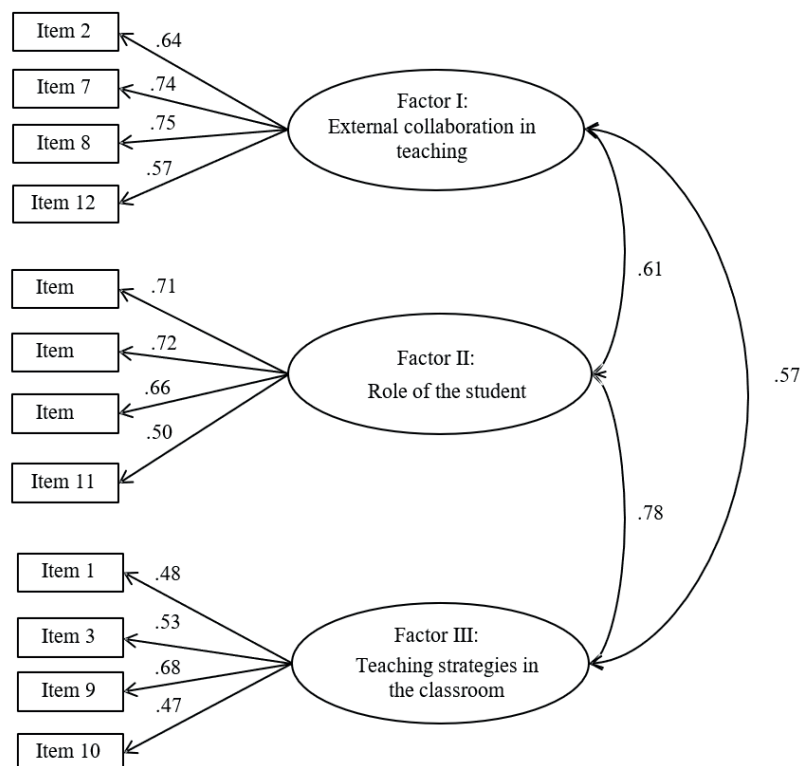 Item 2
.64
Item 7
.74
Item 8
.75
Item 12
.57
Factor I:
External collaboration in
teaching
.61
.57
Item
.71
Item
.72
Item
.66
Item 11
.50
Factor II:
Role of the student
.78
Item 1
.48
Item 3
.53
Item 9
.68
Item 10
.47
Factor III:
Teaching strategies in
the classroom